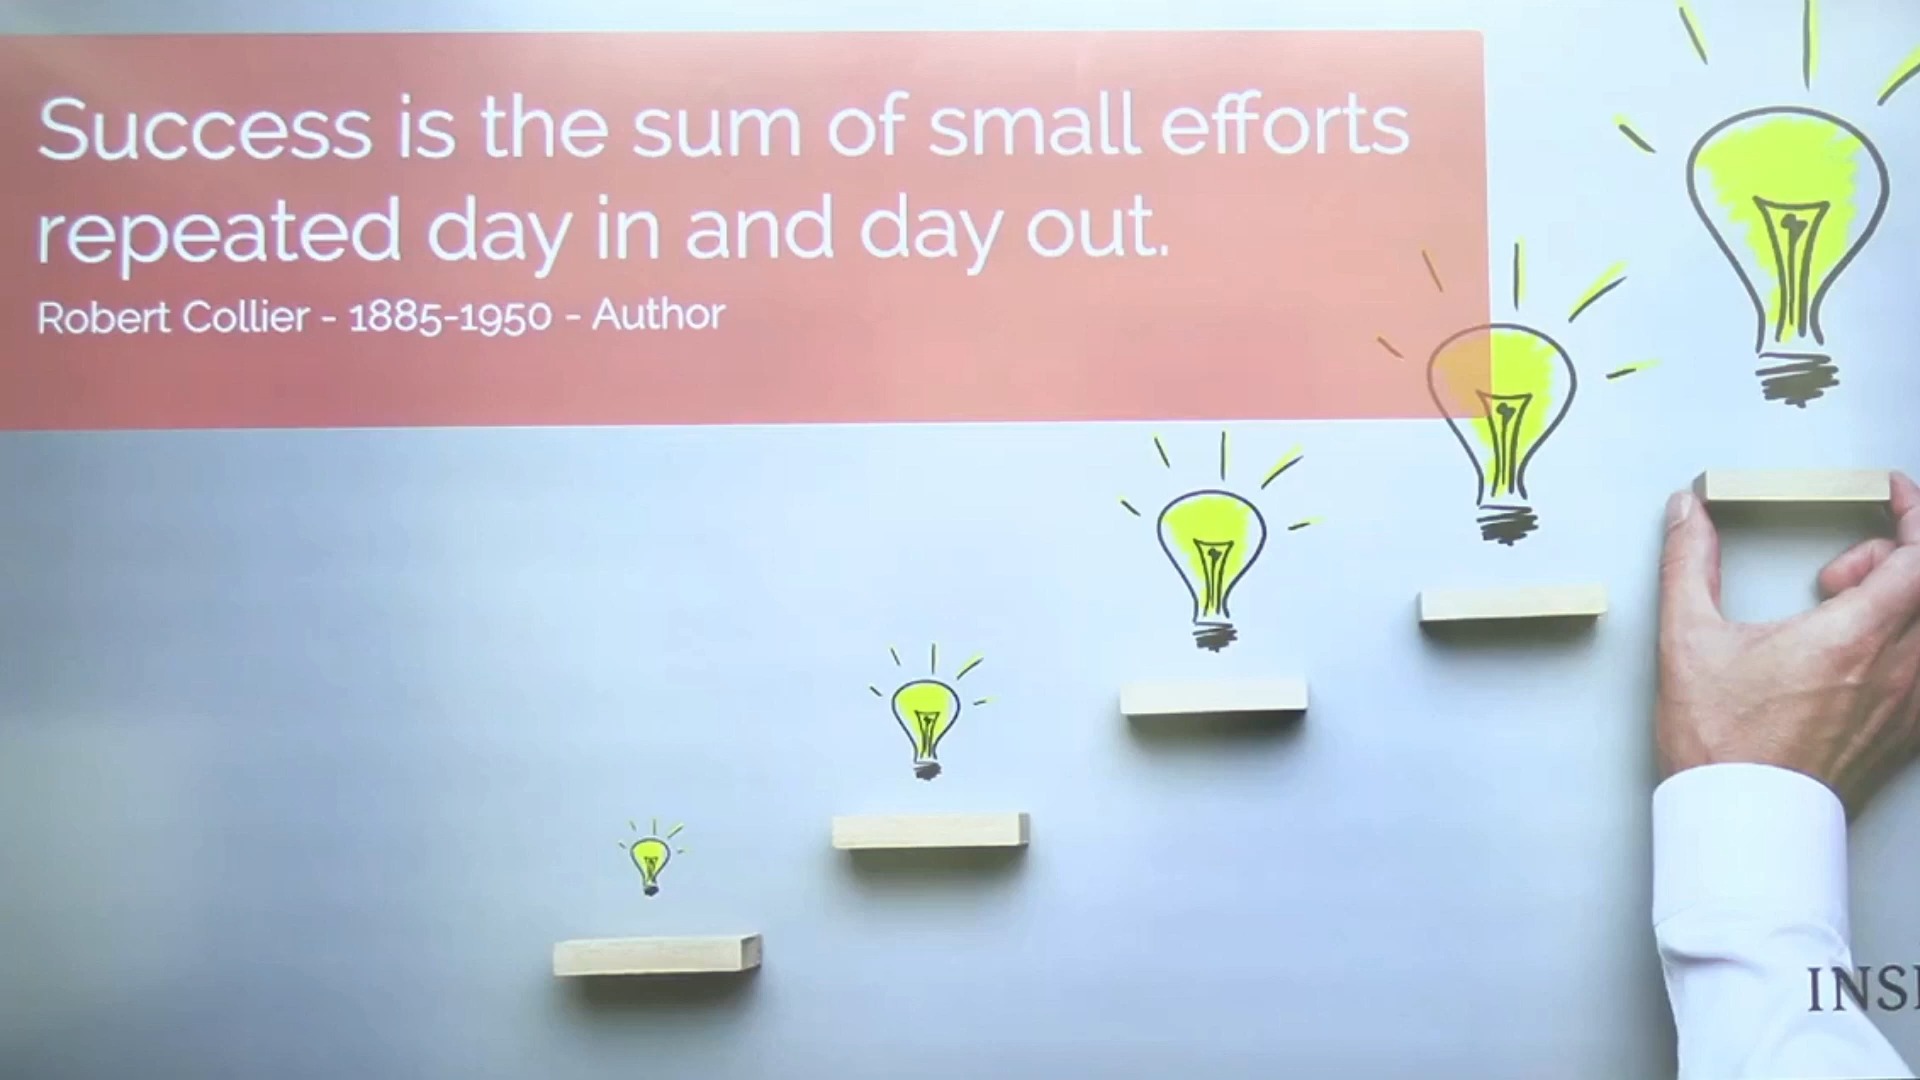 Success is the sum of small efforts
repeated day in and day out.
Robert Collier - 1885-1950 - Author